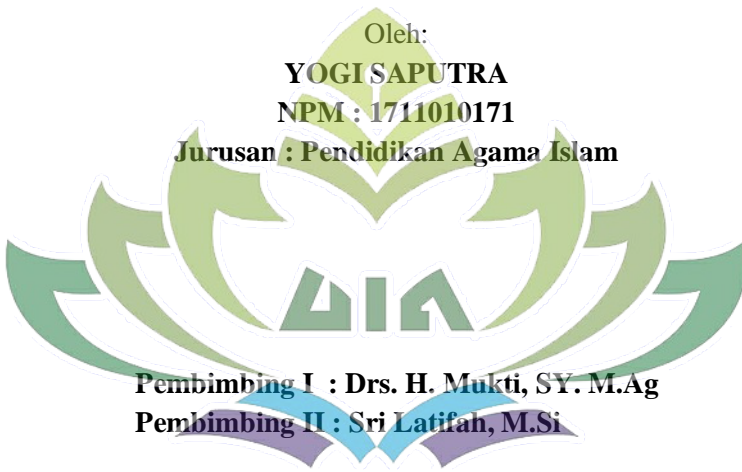 Oleh:
YOGI SAPUTRA
NPM : 1711010171
Jurusan : Pendidikan Agama Islam
UIN
Pembimbing I : Drs. H. Mukti, SY. M.Ag
Pembimbing II : Sri Latifah, M.Si